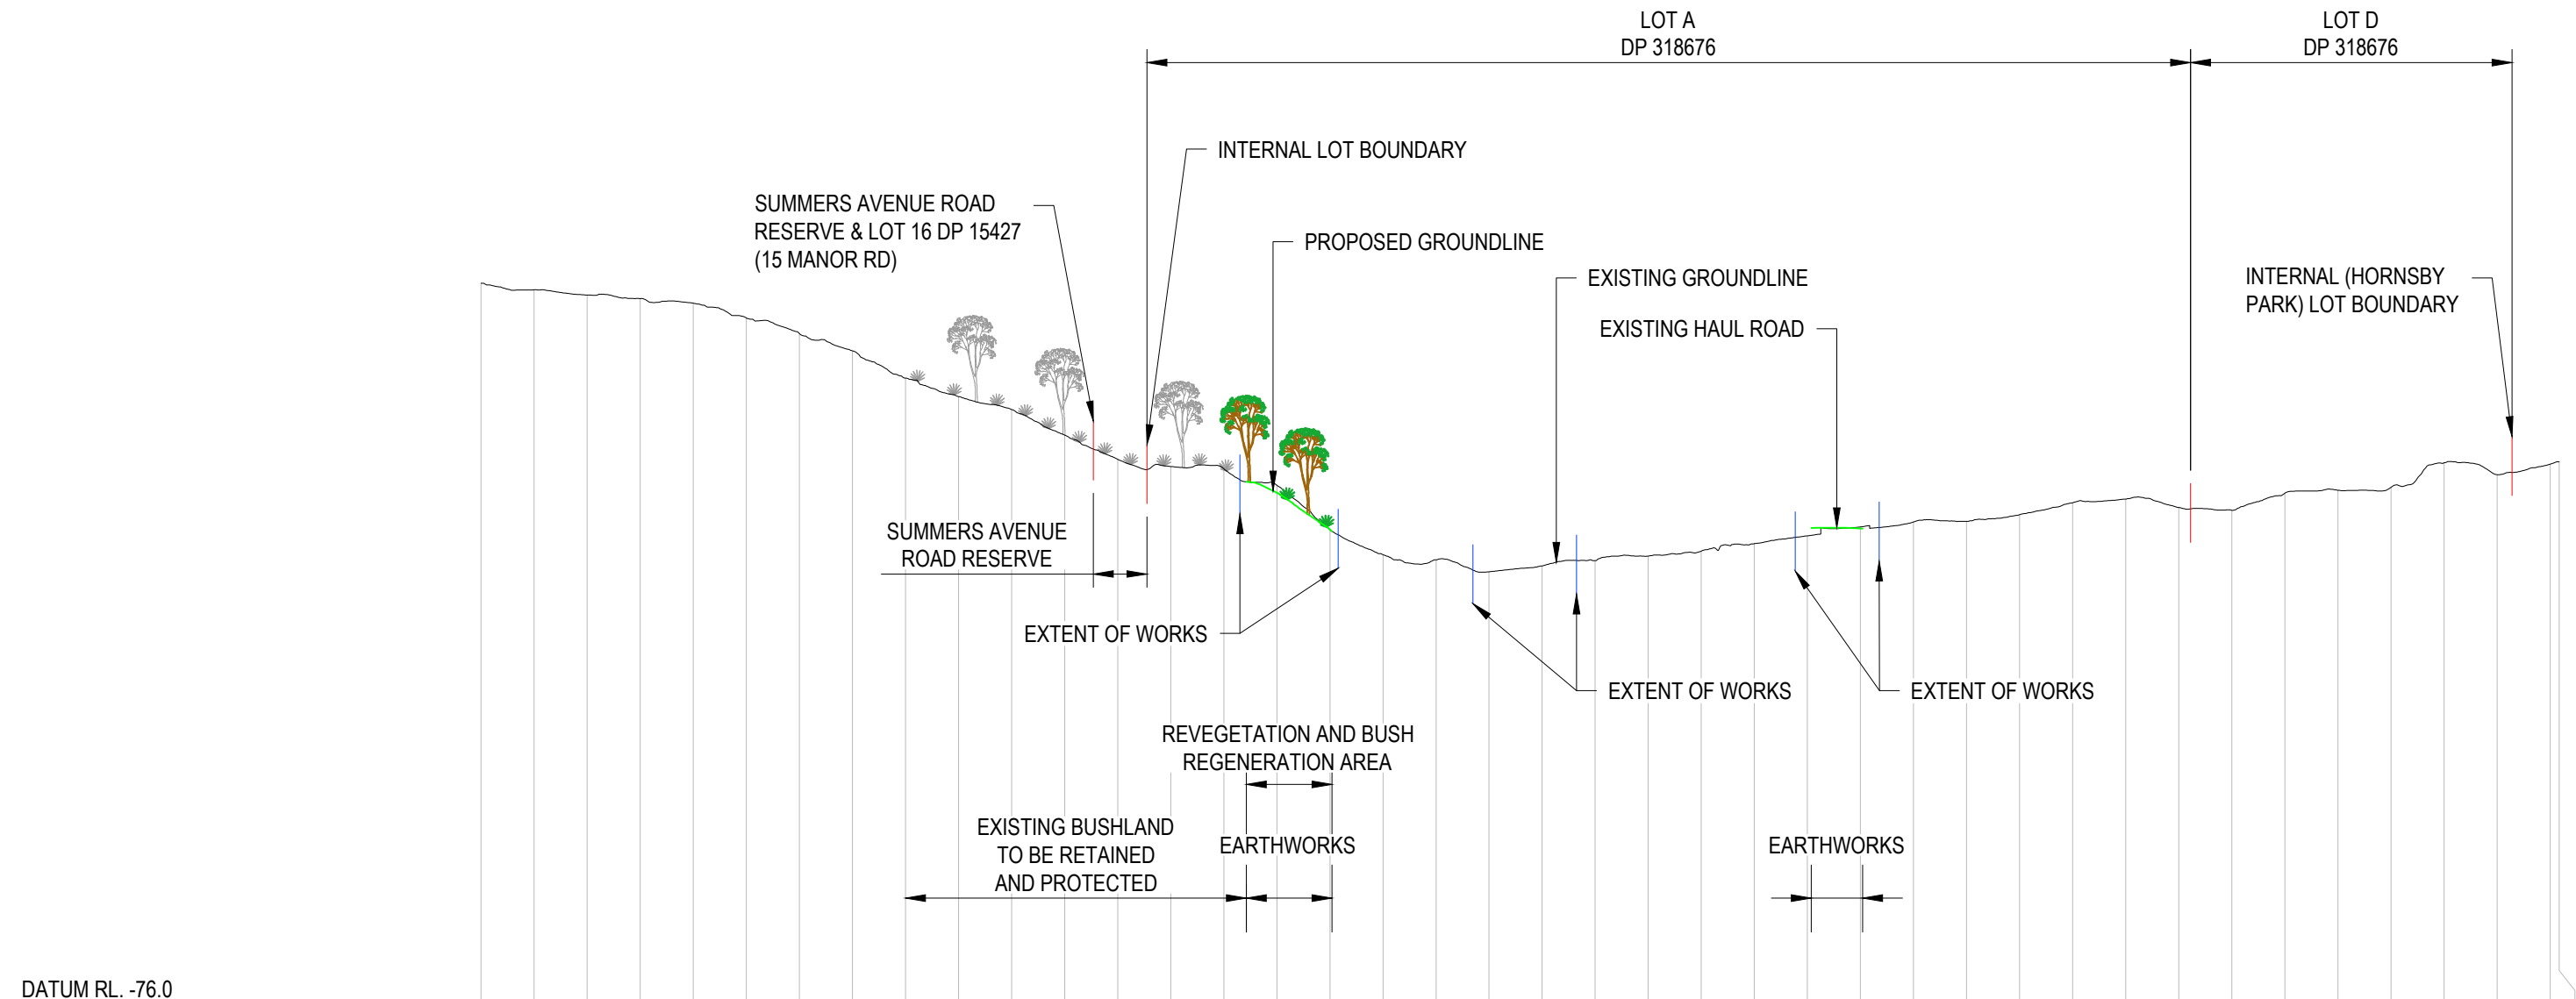 LOT A
DP 318676
LOT D
DP 318676
INTERNAL LOT BOUNDARY
SUMMERS AVENUE ROAD
RESERVE & LOT 16 DP 15427
(15 MANOR RD)
PROPOSED GROUNDLINE
EXISTING GROUNDLINE
INTERNAL (HORNSBY
PARK) LOT BOUNDARY
EXISTING HAUL ROAD
SUMMERS AVENUE
ROAD RESERVE
EXTENT OF WORKS
EXTENT OF WORKS
EXTENT OF WORKS
REVEGETATION AND BUSH
REGENERATION AREA
EXISTING BUSHLAND
TO BE RETAINED
AND PROTECTED
EARTHWORKS
EARTHWORKS
DATUM RL. -76.0